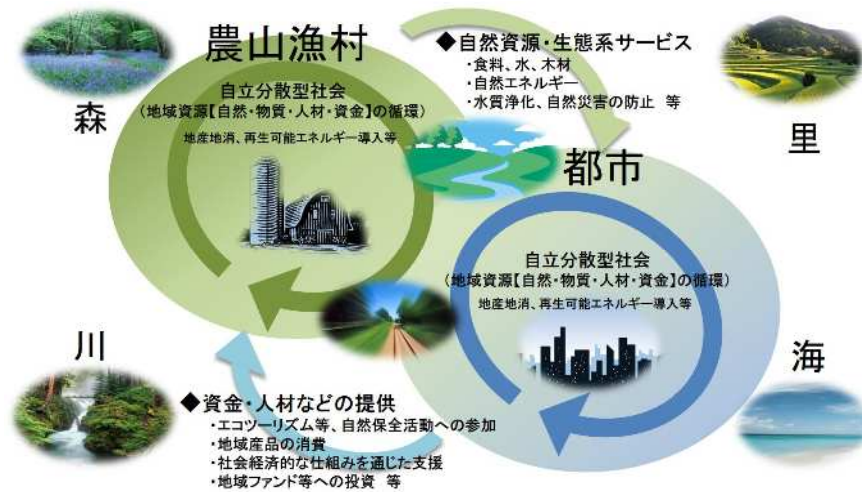 農山漁村
◆自然資源・生態系サービス
・食料、水、木材
・自然エネルギー
・水質浄化、自然災害の防止 等
自立分散型社会
(地域資源【自然・物質・人材・資金】の循環)
地産地消、再生可能エネルギー導入等
森
里
都市
自立分散型社会
(地域資源【自然・物質・人材・資金】の循環)
地産地消、再生可能エネルギー導入等
川
海
◆資金・人材などの提供
・エコツーリズム等、自然保全活動への参加
・地域産品の消費
・社会経済的な仕組みを通じた支援
・地域ファンド等への投資 等